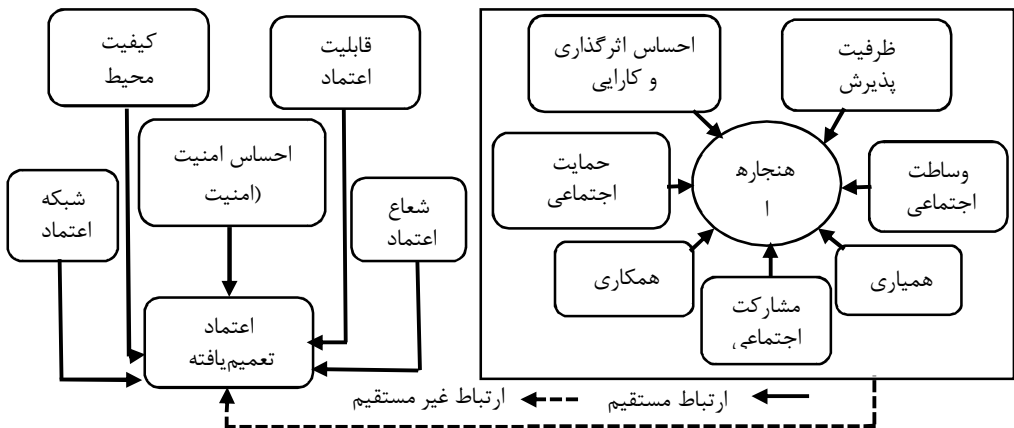 ظرفیت
پذیرش
احساس اثرگذاری
و کارایی
وساطت
اجتماعی
هنجاره
ا
حمایت
اجتماعی
همیاری
همکاری
مشارکت
اجتماعی
قابلیت
اعتماد
کیفیت
محیط
احساس امنیت
(امنیت
شعاع
اعتماد
شبکه
اعتماد
اعتماد
تعمیم‌یافته
ارتباط مستقیم
ارتباط غیر مستقیم